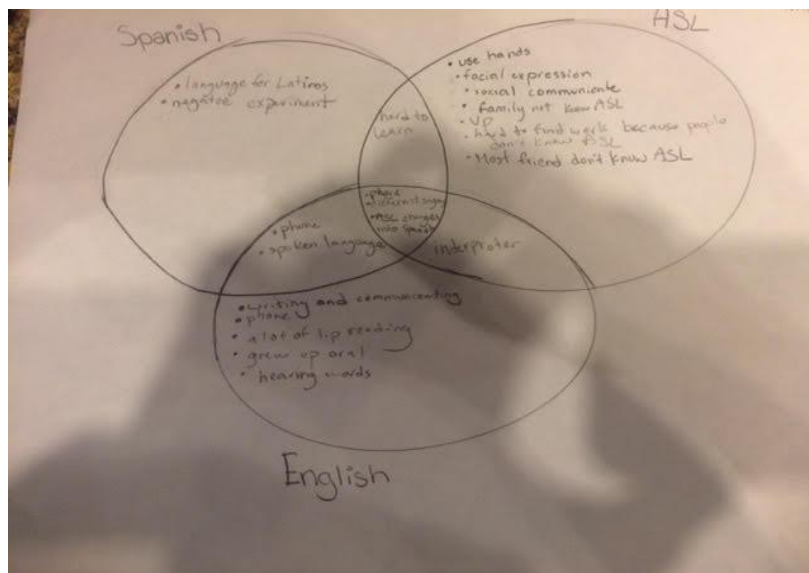 Spanish
ASL
• language for Latinos
• negative experiment
hard to
learn
• use hands
• facial expression
• social communicate
• family not know ASL
• VP
• hard to find work because people
don't know ASL
• Most friend don't know ASL
• phone
• spoken language
• phone
• different signs
• ASL changes
into Spanish
interpreter
• writing and communicating
• phone
• a lot of lip reading
• grew up oral
• hearing words
English